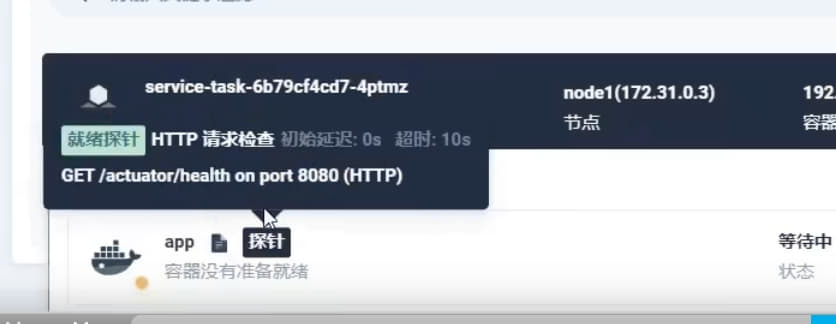 service-task-6b79cf4cd7-4ptmz
node1(172.31.0.3)
192.
节点
容器
就绪探针 HTTP 请求检查 初始延迟: 0s 超时: 10s
GET /actuator/health on port 8080 (HTTP)
app 探针
等待中
容器没有准备就绪
状态